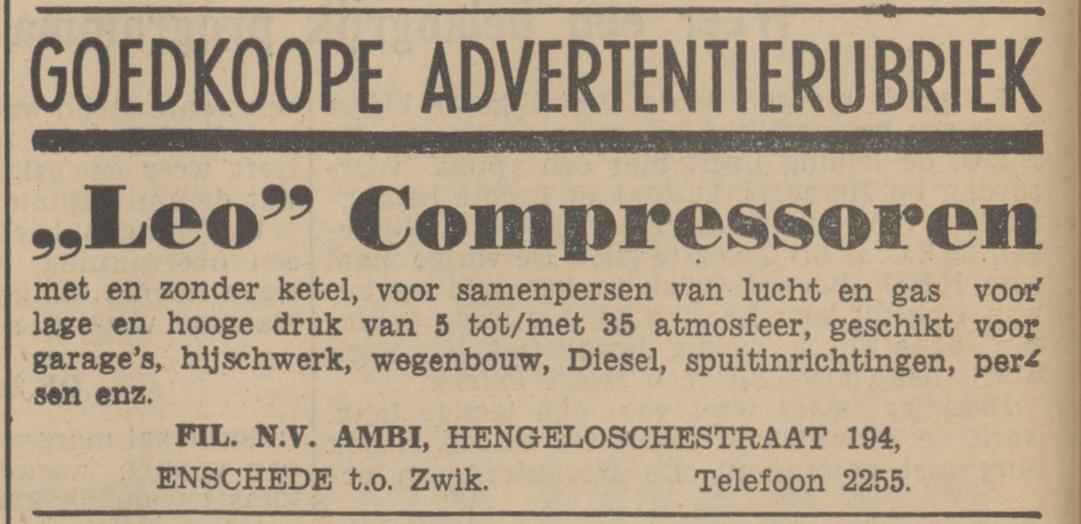 GOEDKOOPE ADVERTENTIERUBRIEK
„Leo” Compressoren
met en zonder ketel, voor samenpersen van lucht en gas voor
lage en hooge druk van 5 tot/met 35 atmosfeer, geschikt voor
garage's, hijschwerk, wegenbouw, Diesel, spuitinrichtingen, per-
sen enz.
FIL. N.V. AMBI, HENGELOSCHESTRAAT 194,
ENSCHEDE t.o. Zwik. Telefoon 2255.